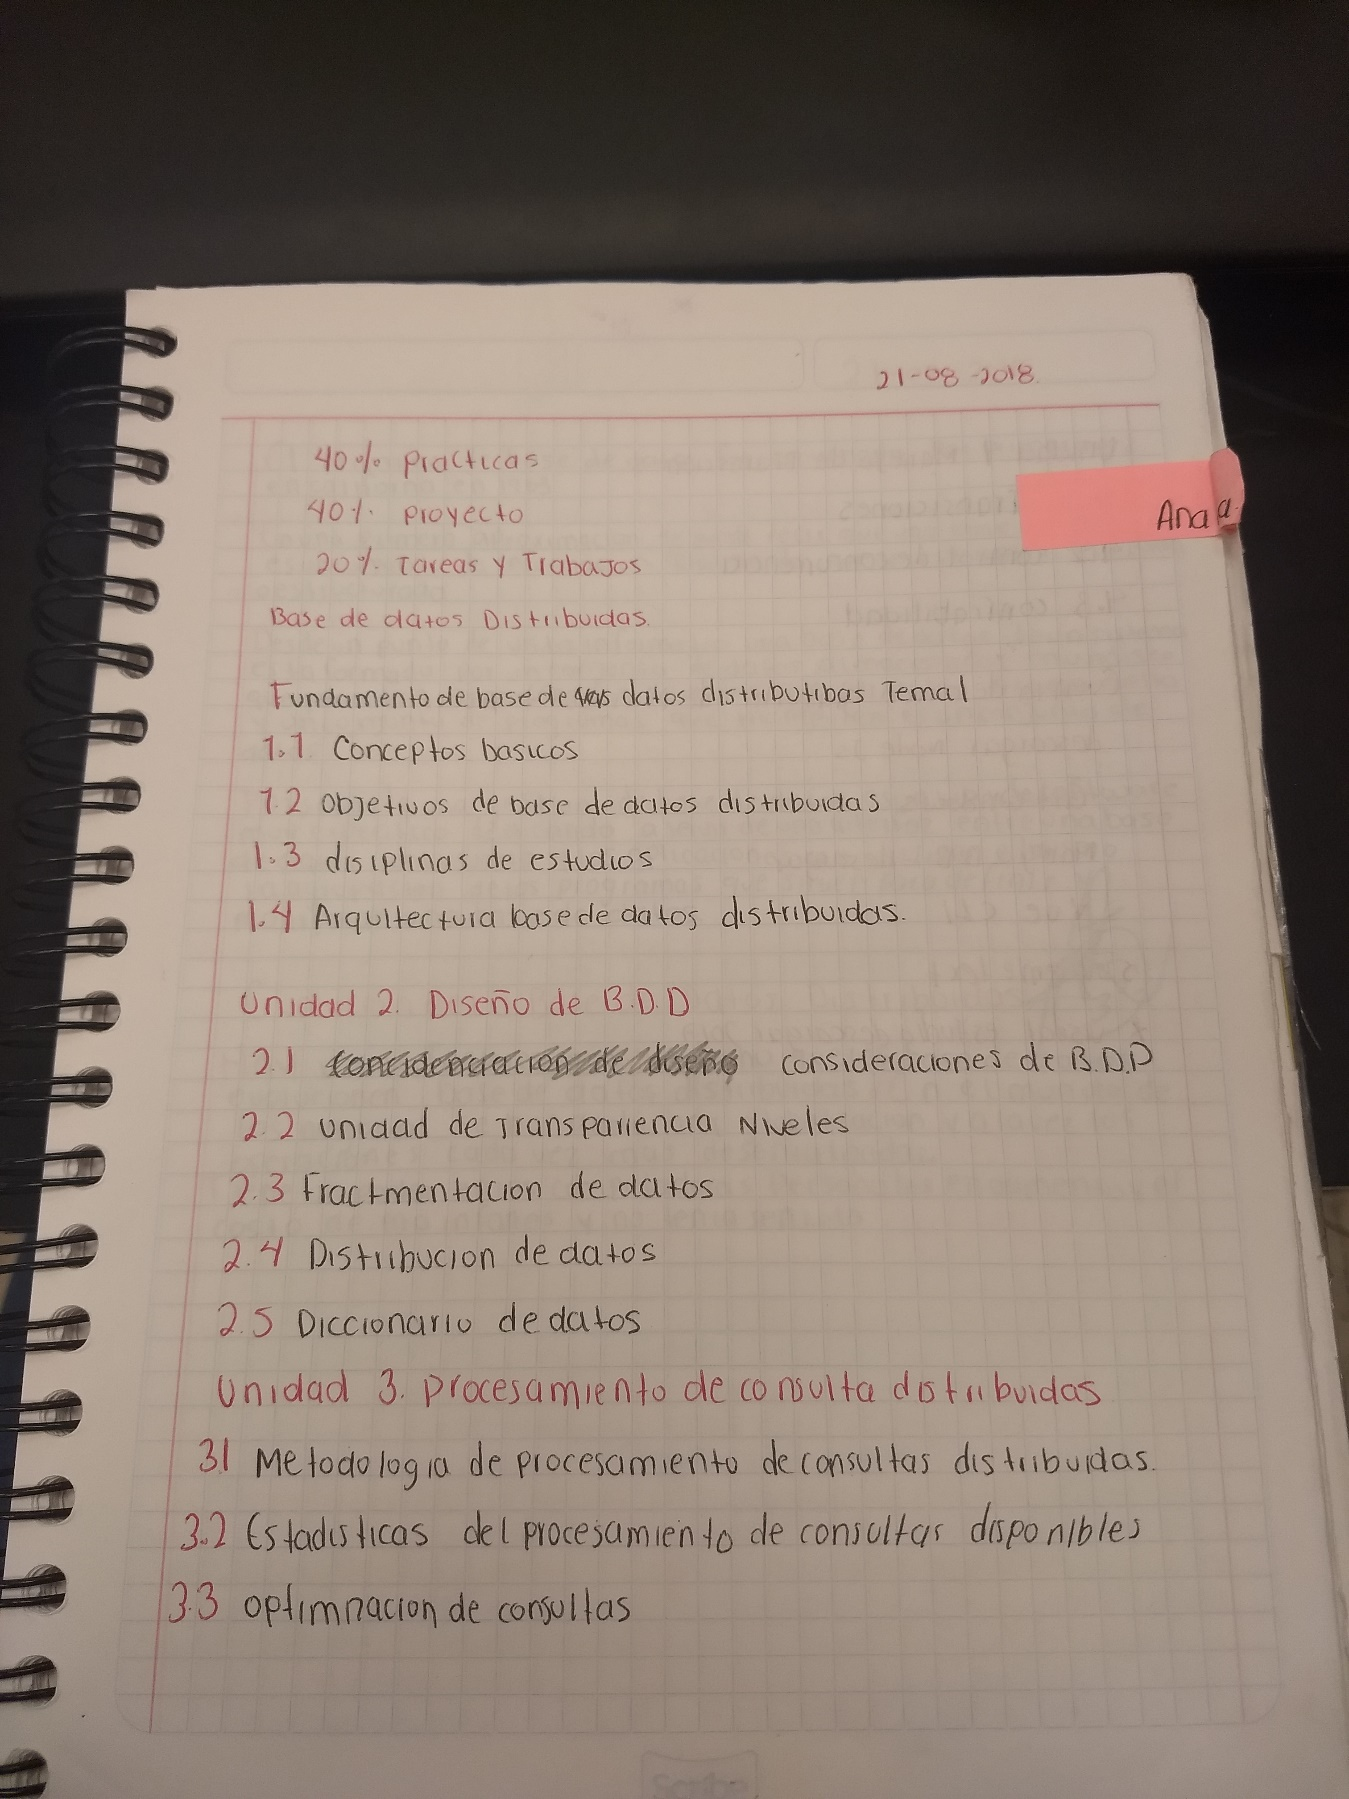 21-08-2018.
40% Practicas
40%. Proyecto
Ana
a
20% Tareas y Trabajos
Base de datos Distribuidas.
Fundamento de base de datos distributibas Tema1
1.1 Conceptos basicos
1.2 Objetivos de base de datos distribuidas
1.3 disiplinas de estudios
1.4 Arquitectura base de datos distribuidas.
Unidad 2. Diseño de B.D.D
2.1 consideraciones de B.D.D
2.2 Unidad de Transpariencia Niveles
2.3 Fractmentacion de datos
2.4 Distribucion de datos
2.5 Diccionario de datos
Unidad 3. Procesamiento de consulta distribuidas
3.1 Metodologia de procesamiento de consultas distribuidas.
3.2 Estadisticas del procesamiento de consultas disponibles
3.3 optimnacion de consultas
Scribe